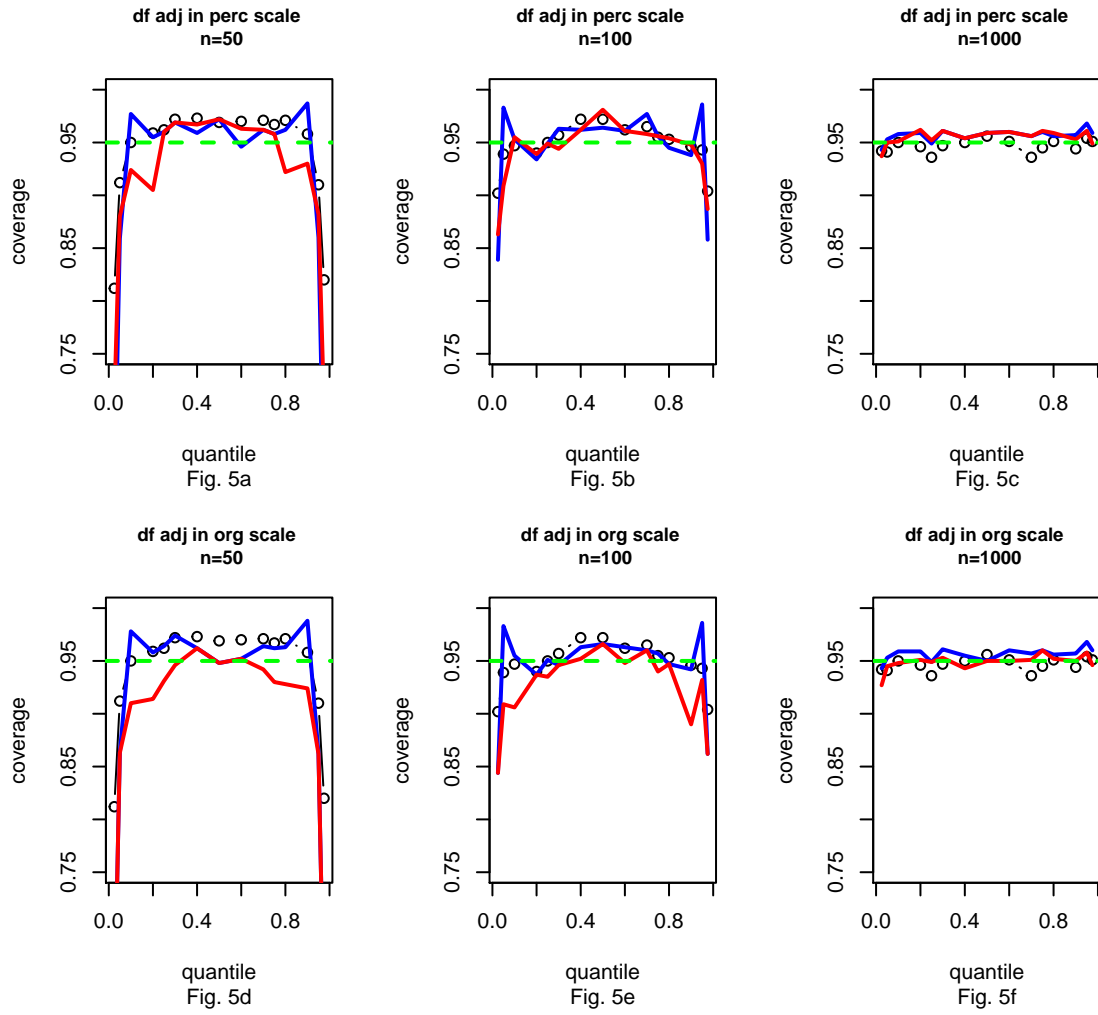 df adj in perc scale
n=50
df adj in perc scale
n=100
df adj in perc scale
n=1000
coverage
0.75 0.85 0.95
0.0 0.4 0.8
quantile
Fig. 5a
coverage
0.75 0.85 0.95
0.0 0.4 0.8
quantile
Fig. 5b
coverage
0.75 0.85 0.95
0.0 0.4 0.8
quantile
Fig. 5c
df adj in org scale
n=50
df adj in org scale
n=100
df adj in org scale
n=1000
coverage
0.75 0.85 0.95
0.0 0.4 0.8
quantile
Fig. 5d
coverage
0.75 0.85 0.95
0.0 0.4 0.8
quantile
Fig. 5e
coverage
0.75 0.85 0.95
0.0 0.4 0.8
quantile
Fig. 5f